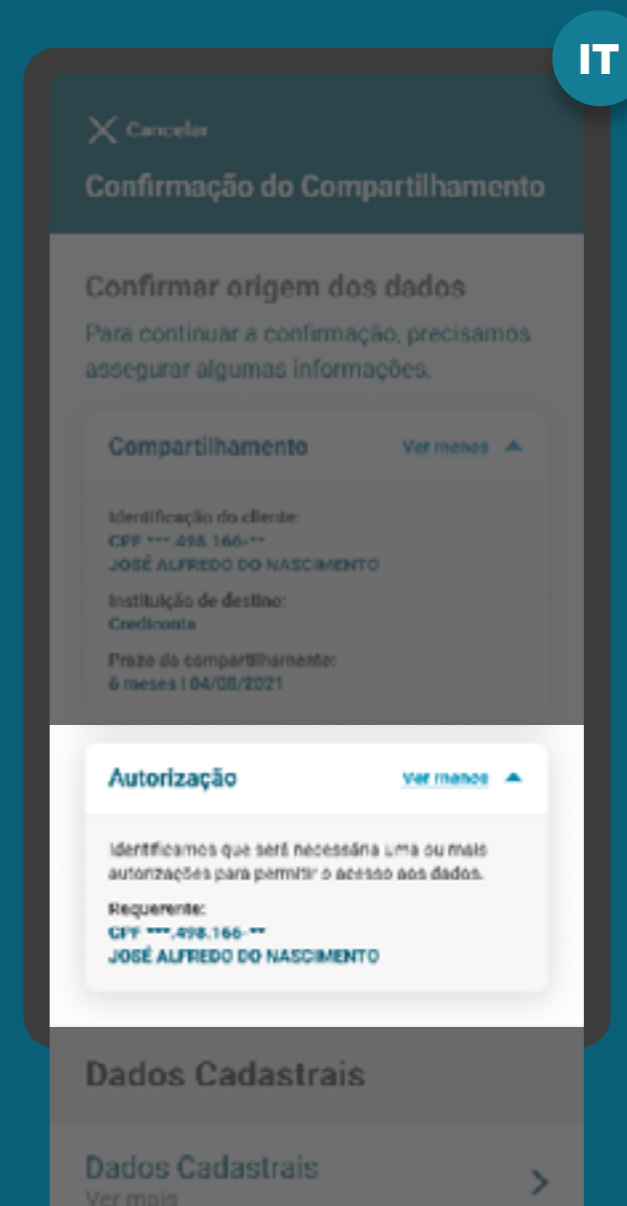 IT
Cancelar
Confirmação do Compartilhamento
Confirmar origem dos dados
Para continuar a confirmação, precisamos
assegurar algumas informações.
Compartilhamento Ver menos
Identificação do cliente:
CPF ***.498.166-**
JOSÉ ALFREDO DO NASCIMENTO
Instituição de destino:
Crediconta
Prazo do compartilhamento:
6 meses | 04/08/2021
Autorização Ver menos
Identificamos que será necessária uma ou mais
autorizações para permitir o acesso aos dados.
Requerente:
CPF ***.498.166-**
JOSÉ ALFREDO DO NASCIMENTO
Dados Cadastrais
Dados Cadastrais
Ver mais